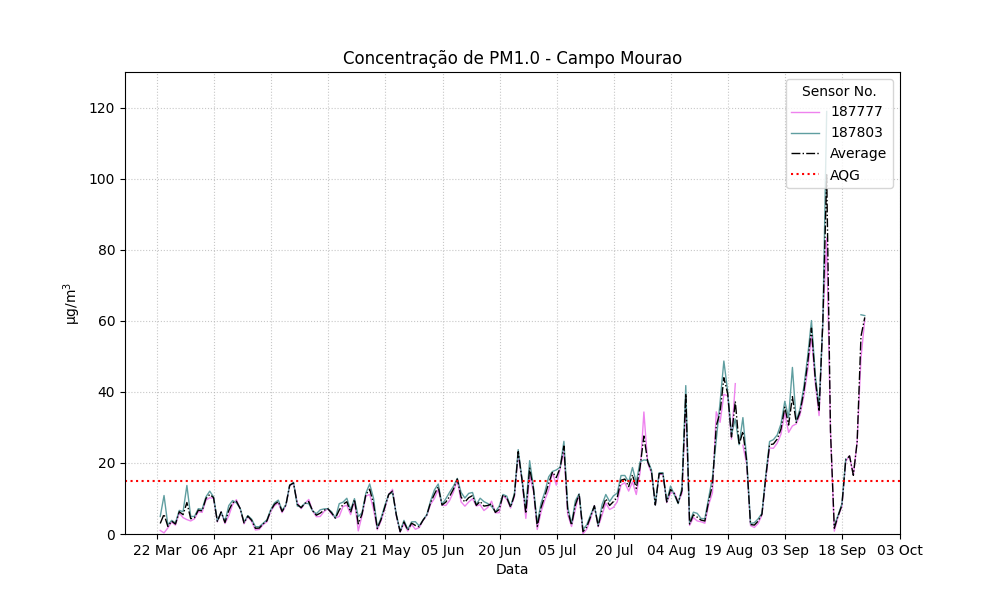 Concentração de PM1.0 - Campo Mourao
Sensor No.
187777
187803
Average
AQG
120
100
80
60
40
20
0
µg/m³
22 Mar 06 Apr 21 Apr 06 May 21 May 05 Jun 20 Jun 05 Jul 20 Jul 04 Aug 19 Aug 03 Sep 18 Sep 03 Oct
Data